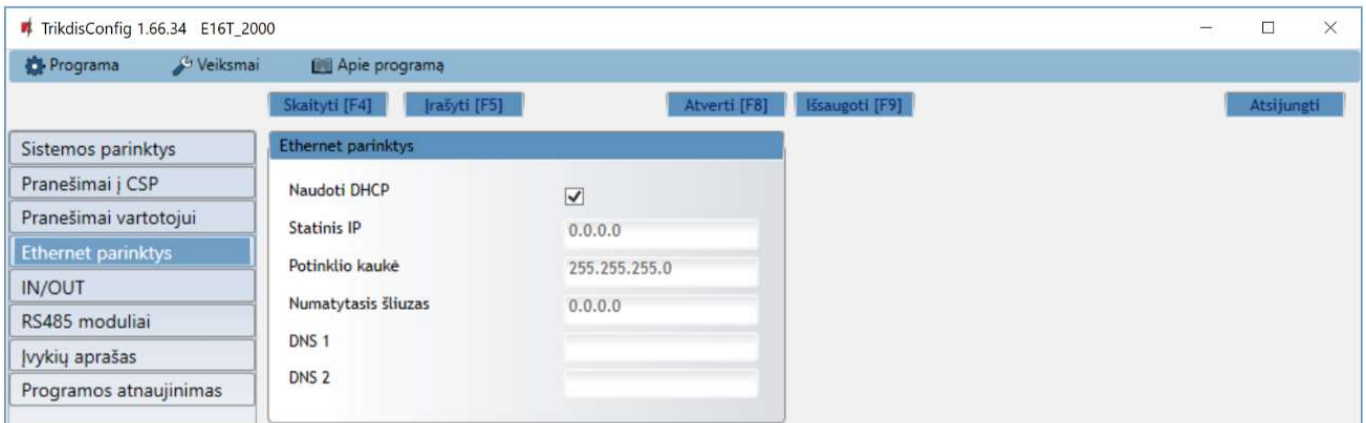 TrikdisConfig 1.66.34 E16T_2000
Programa Veiksmai Apie programą
Skaityti [F4] Įrašyti [F5] Atverti [F8] Išsaugoti [F9] Atsijungti
Sistemos parinktys
Pranešimai į CSP
Pranešimai vartotojui
Ethernet parinktys
IN/OUT
RS485 moduliai
Įvykių aprašas
Programos atnaujinimas
Ethernet parinktys
Naudoti DHCP
Statinis IP 0.0.0.0
Potinklio kaukė 255.255.255.0
Numatytasis šliuzas 0.0.0.0
DNS 1
DNS 2